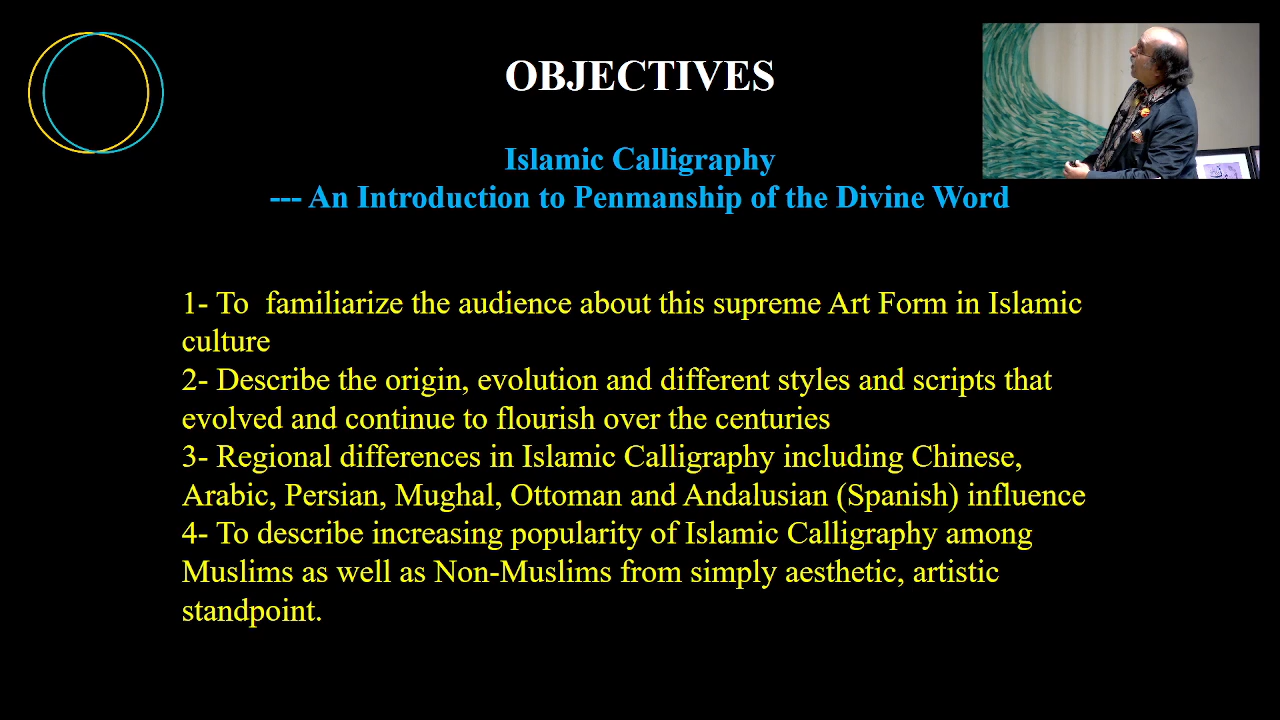 OBJECTIVES
Islamic Calligraphy
--- An Introduction to Penmanship of the Divine Word
1- To  familiarize the audience about this supreme Art Form in Islamic
culture
2- Describe the origin, evolution and different styles and scripts that
evolved and continue to flourish over the centuries
3- Regional differences in Islamic Calligraphy including Chinese,
Arabic, Persian, Mughal, Ottoman and Andalusian (Spanish) influence
4- To describe increasing popularity of Islamic Calligraphy among
Muslims as well as Non-Muslims from simply aesthetic, artistic
standpoint.